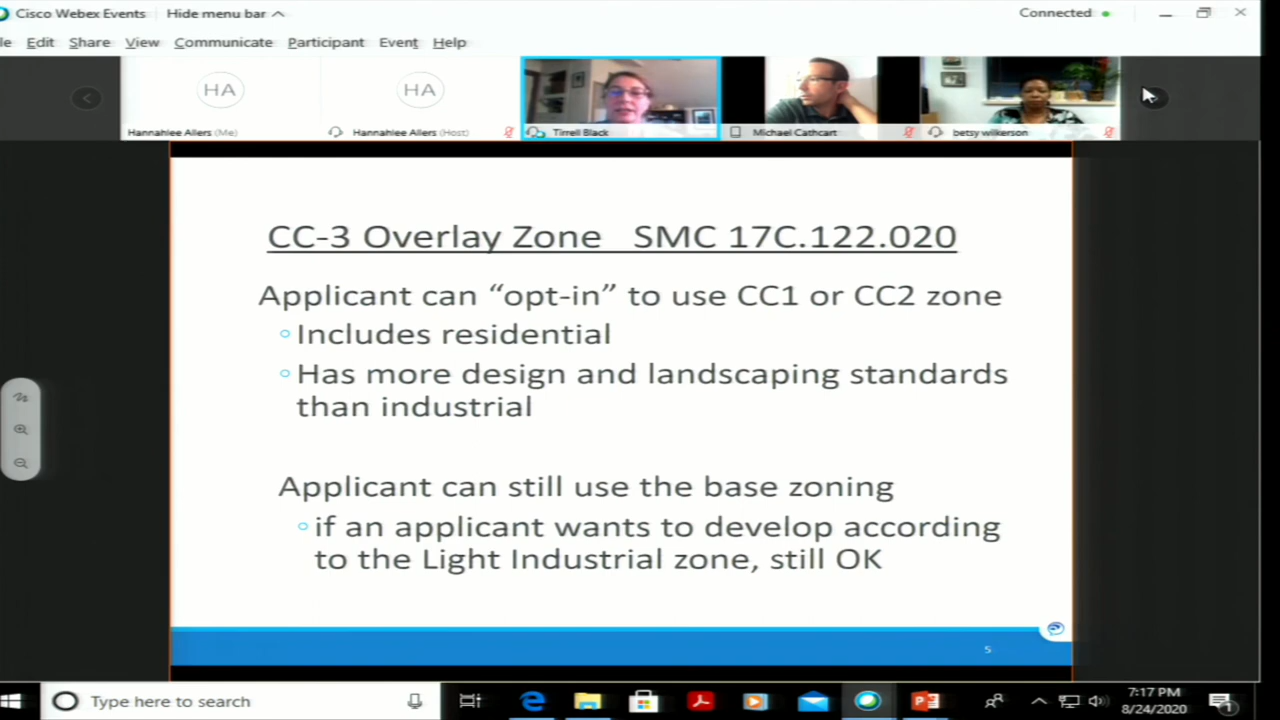 Cisco Webex Events Hide menu bar Connected
le Edit Share View Communicate Participant Event Help
HA HA
Hannahlee Allers (Me) Hannahlee Allers (Host) Tirrell Black Michael Cathcart betsy wilkerson
CC-3 Overlay Zone SMC 17C.122.020
Applicant can “opt-in” to use CC1 or CC2 zone
Includes residential
Has more design and landscaping standards
than industrial
Applicant can still use the base zoning
if an applicant wants to develop according
to the Light Industrial zone, still OK
5
Type here to search
7:17 PM
8/24/2020
1